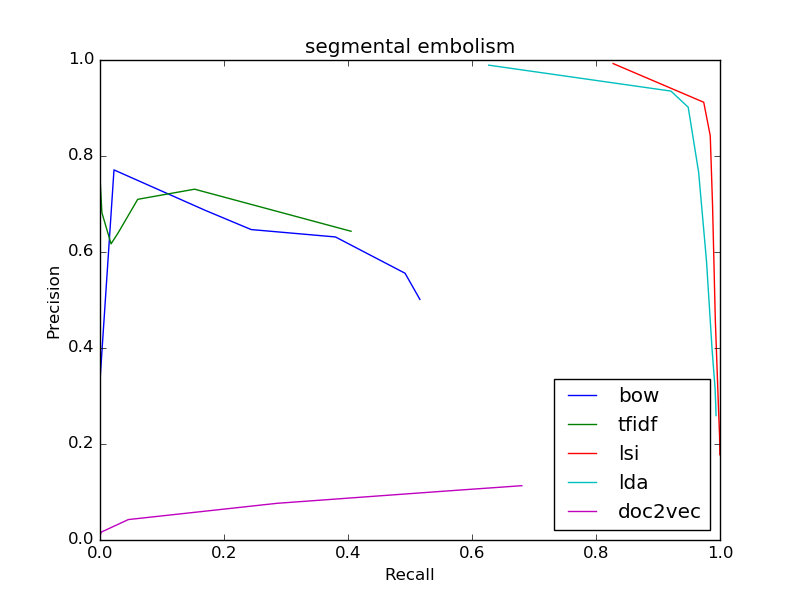 segmental embolism
1.0
0.8
0.6
0.4
0.2
0.0
Precision
0.0 0.2 0.4 0.6 0.8 1.0
Recall
bow
tfidf
lsi
lda
doc2vec